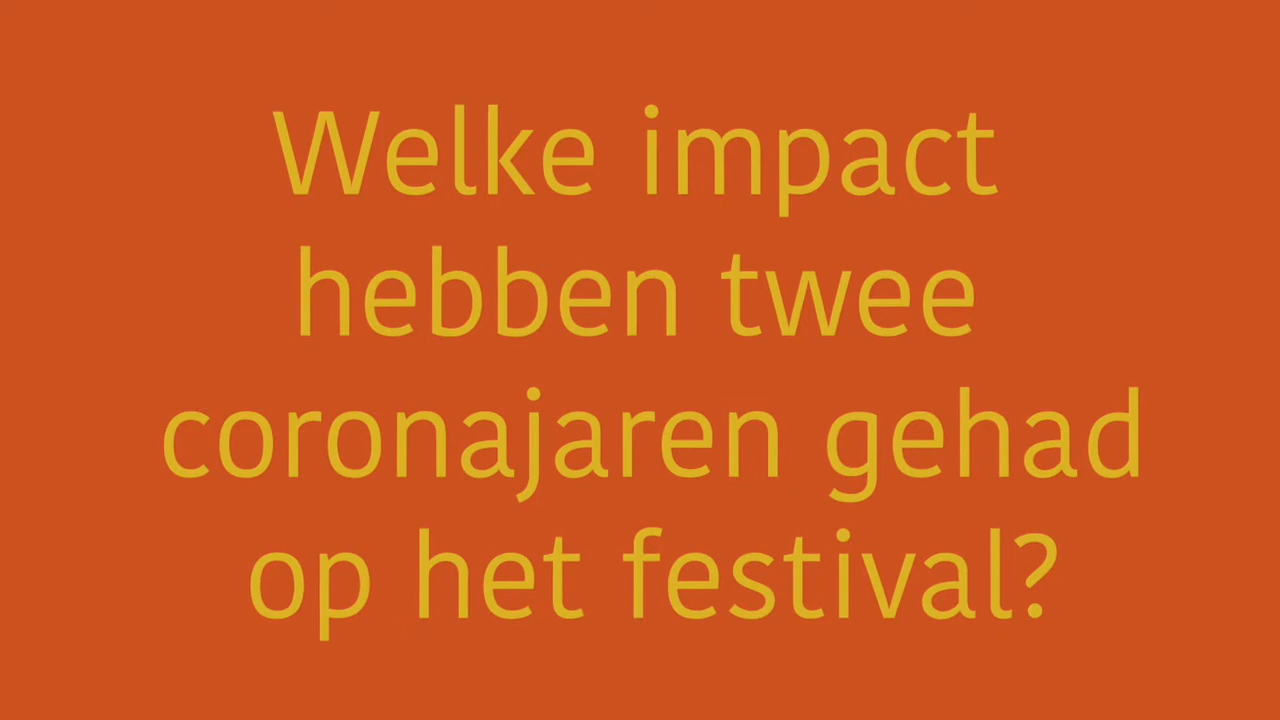 Welke impact
hebben twee
coronajaren gehad
op het festival?